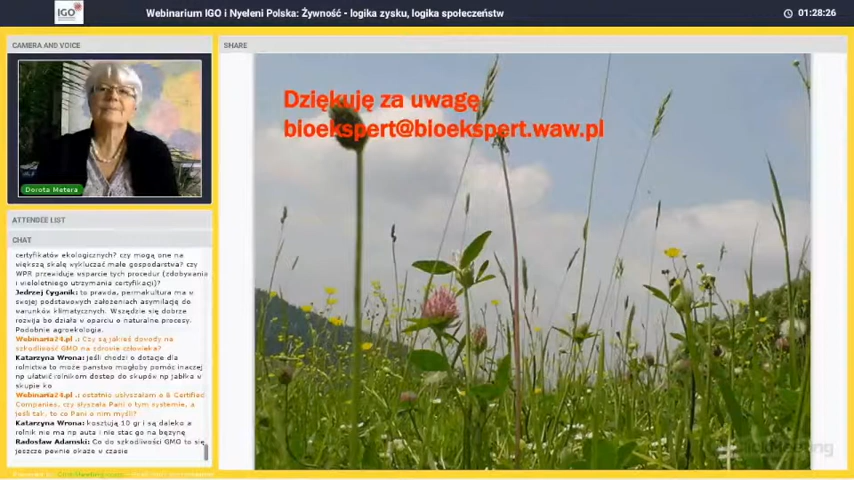 IGO
Webinarium IGO i Nyeleni Polska: Żywność - logika zysku, logika społeczeństw
01:28:26
CAMERA AND VOICE
SHARE
Dorota Metera
Dziękuję za uwagę
bioekspert@bioekspert.waw.pl
ATTENDEE LIST
CHAT
certyfikatów ekologicznych? czy mogą one na
większą skalę wykluczać małe gospodarstwa? czy
WPR przewiduje wsparcie tych procedur (zdobywania
i wieloletniego utrzymania certyfikacji)?
Jędrzej Cyganik: to prawda, permakultura ma w
swojej podstawowych założeniach asymilację do
warunków klimatycznych. Wszędzie się dobrze
rozwija bo działa w oparciu o naturalne procesy.
Podobnie agroekologia.
Webinaria24.pl .: Czy są jakieś dowody na
szkodliwość GMO na zdrowie człowieka?
Katarzyna Wrona: jeśli chodzi o dotacje dla
rolnictwa to może państwo mogłoby pomóc inaczej
np ułatwić rolnikom dostęp do skupów np jabłka w
skupie ko
Webinaria24.pl .: ostatnio usłyszałam o B Certified
Companies, czy słyszała Pani o tym systemie, a
jeśli tak, to co Pani o nim myśli?
Katarzyna Wrona: kosztują 10 gr i są daleko a
rolnik nie ma np auta i nie stac go na bęzynę
Radosław Adamski: Co do szkodliwości GMO to się
jeszcze pewnie okaże w czasie
ClickMeeting